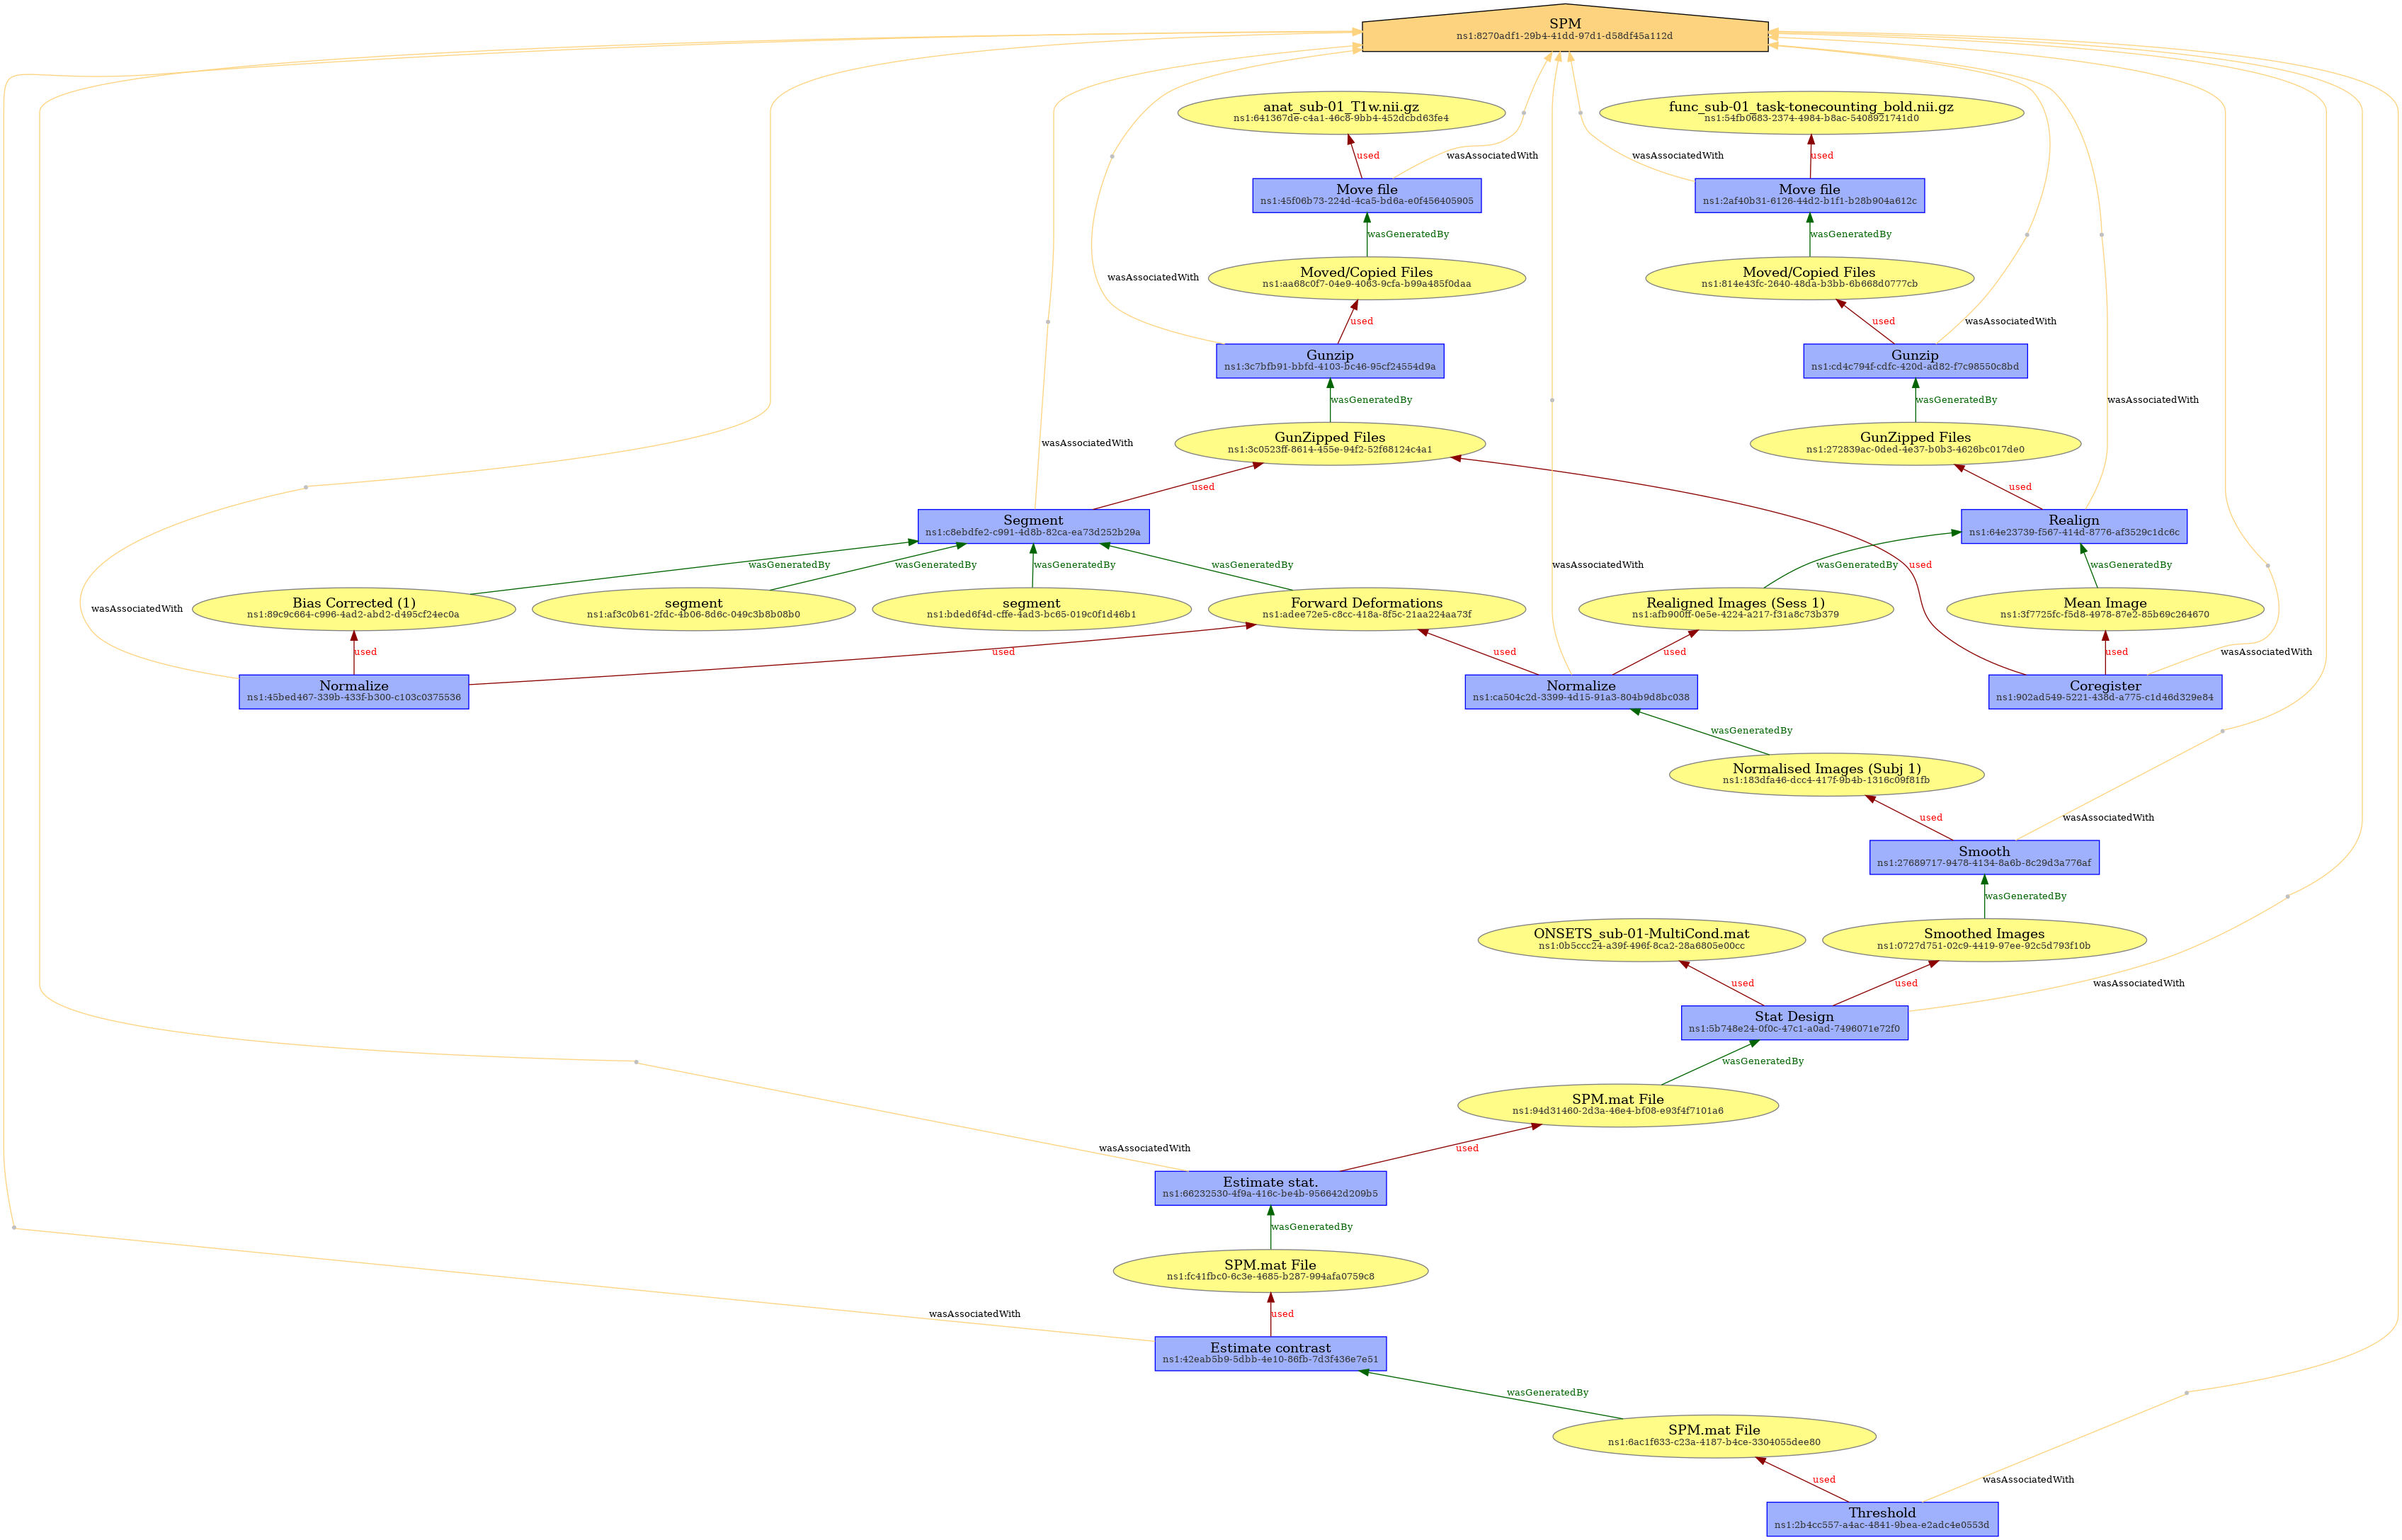 SPM
ns1:8270adf1-29b4-41dd-97d1-d58df45a112d
anat_sub-01_T1w.nii.gz
ns1:641367de-c4a1-46c8-9bb4-452dcbd63fe4
func_sub-01_task-tonecounting_bold.nii.gz
ns1:54fb0683-2374-4984-b8ac-5408921741d0
used
wasAssociatedWith
wasAssociatedWith
used
Move file
ns1:45f06b73-224d-4ca5-bd6a-e0f456405905
Move file
ns1:2af40b31-6126-44d2-b1f1-b28b904a612c
wasGeneratedBy
wasGeneratedBy
wasAssociatedWith
Moved/Copied Files
ns1:aa68c0f7-04e9-4063-9cfa-b99a485f0daa
Moved/Copied Files
ns1:814e43fc-2640-48da-b3bb-6b668d0777cb
used
used
wasAssociatedWith
Gunzip
ns1:3c7bfb91-bbfd-4103-bc46-95cf24554d9a
Gunzip
ns1:cd4c794f-cdfc-420d-ad82-f7c98550c8bd
wasGeneratedBy
wasGeneratedBy
wasAssociatedWith
wasAssociatedWith
GunZipped Files
ns1:3c0523ff-8614-455e-94f2-52f68124c4a1
GunZipped Files
ns1:272839ac-0ded-4e37-b0b3-4626bc017de0
used
used
Segment
ns1:c8ebdfe2-c991-4d8b-82ca-ea73d252b29a
Realign
ns1:64e23739-f567-414d-8776-af3529c1dc6c
wasGeneratedBy
wasGeneratedBy
wasGeneratedBy
wasGeneratedBy
wasAssociatedWith
wasGeneratedBy
used
wasGeneratedBy
wasAssociatedWith
Bias Corrected (1)
ns1:89c9c664-c996-4ad2-abd2-d495cf24ec0a
segment
ns1:af3c0b61-2fdc-4b06-8d6c-049c3b8b08b0
segment
ns1:bded6f4d-cffe-4ad3-bc65-019c0f1d46b1
Forward Deformations
ns1:adee72e5-c8cc-418a-8f5c-21aa224aa73f
Realigned Images (Sess 1)
ns1:afb900ff-0e5e-4224-a217-f31a8c73b379
Mean Image
ns1:3f7725fc-f5d8-4978-87e2-85b69c264670
used
used
used
used
used
wasAssociatedWith
Normalize
ns1:45bed467-339b-433f-b300-c103c0375536
Normalize
ns1:ca504c2d-3399-4d15-91a3-804b9d8bc038
Coregister
ns1:902ad549-5221-438d-a775-c1d46d329e84
wasGeneratedBy
Normalised Images (Subj 1)
ns1:183dfa46-dcc4-417f-9b4b-1316c09f81fb
used
wasAssociatedWith
Smooth
ns1:27689717-9478-4134-8a6b-8c29d3a776af
wasGeneratedBy
ONSETS_sub-01-MultiCond.mat
ns1:0b5ccc24-a39f-496f-8ca2-28a6805e00cc
Smoothed Images
ns1:0727d751-02c9-4419-97ee-92c5d793f10b
used
used
wasAssociatedWith
Stat Design
ns1:5b748e24-0f0c-47c1-a0ad-7496071e72f0
wasGeneratedBy
SPM.mat File
ns1:94d31460-2d3a-46e4-bf08-e93f4f7101a6
wasAssociatedWith
used
Estimate stat.
ns1:66232530-4f9a-416c-be4b-956642d209b5
wasGeneratedBy
SPM.mat File
ns1:fc41fbc0-6c3e-4685-b287-994afa0759c8
wasAssociatedWith
used
Estimate contrast
ns1:42eab5b9-5dbb-4e10-86fb-7d3f436e7e51
wasGeneratedBy
SPM.mat File
ns1:6ac1f633-c23a-4187-b4ce-3304055dee80
used
wasAssociatedWith
Threshold
ns1:2b4cc557-a4ac-4841-9bea-e2adc4e0553d